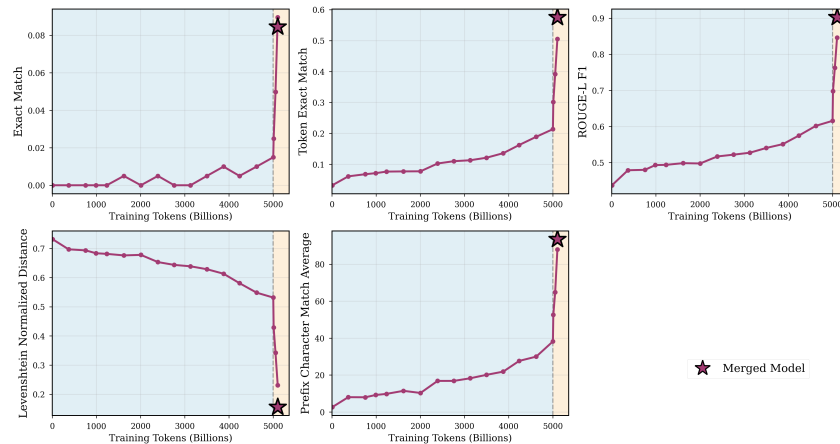 Exact Match
0.08
0.06
0.04
0.02
0.00
0 1000 2000 3000 4000 5000
Training Tokens (Billions)
Token Exact Match
0.6
0.5
0.4
0.3
0.2
0.1
0 1000 2000 3000 4000 5000
Training Tokens (Billions)
ROUGE-L F1
0.9
0.8
0.7
0.6
0.5
0 1000 2000 3000 4000 5000
Training Tokens (Billions)
Levenshtein Normalized Distance
0.7
0.6
0.5
0.4
0.3
0.2
0 1000 2000 3000 4000 5000
Training Tokens (Billions)
Prefix Character Match Average
80
60
40
20
0
0 1000 2000 3000 4000 5000
Training Tokens (Billions)
Merged Model